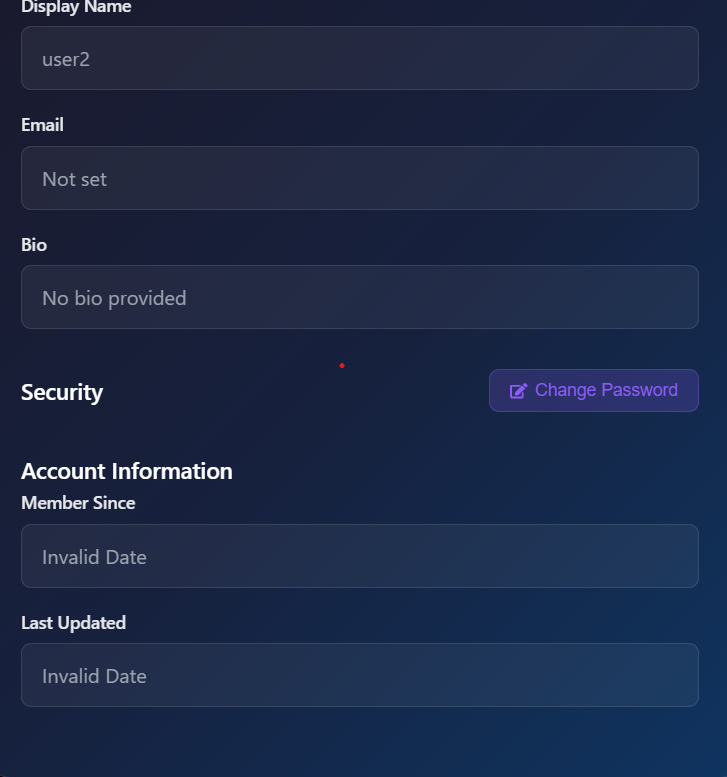 Display Name
user2
Email
Not set
Bio
No bio provided
Security
Change Password
Account Information
Member Since
Invalid Date
Last Updated
Invalid Date